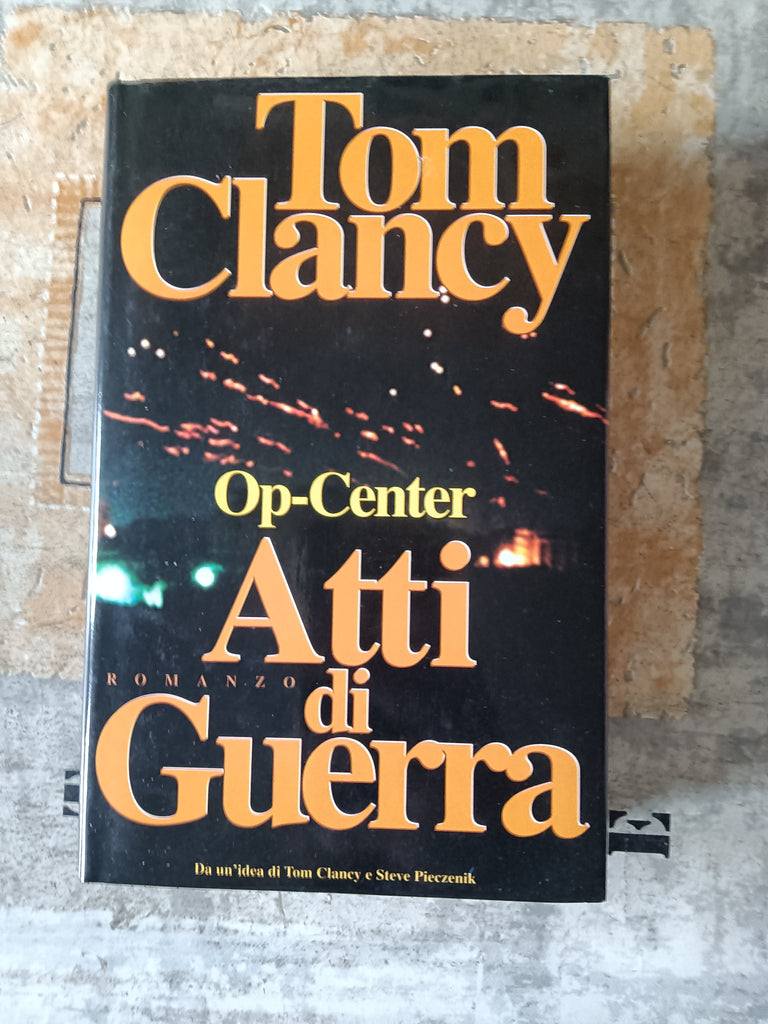 Tom
Clancy
Op-Center
Atti
ROMANZO
di
Guerra
Da un'idea di Tom Clancy e Steve Pieczenik